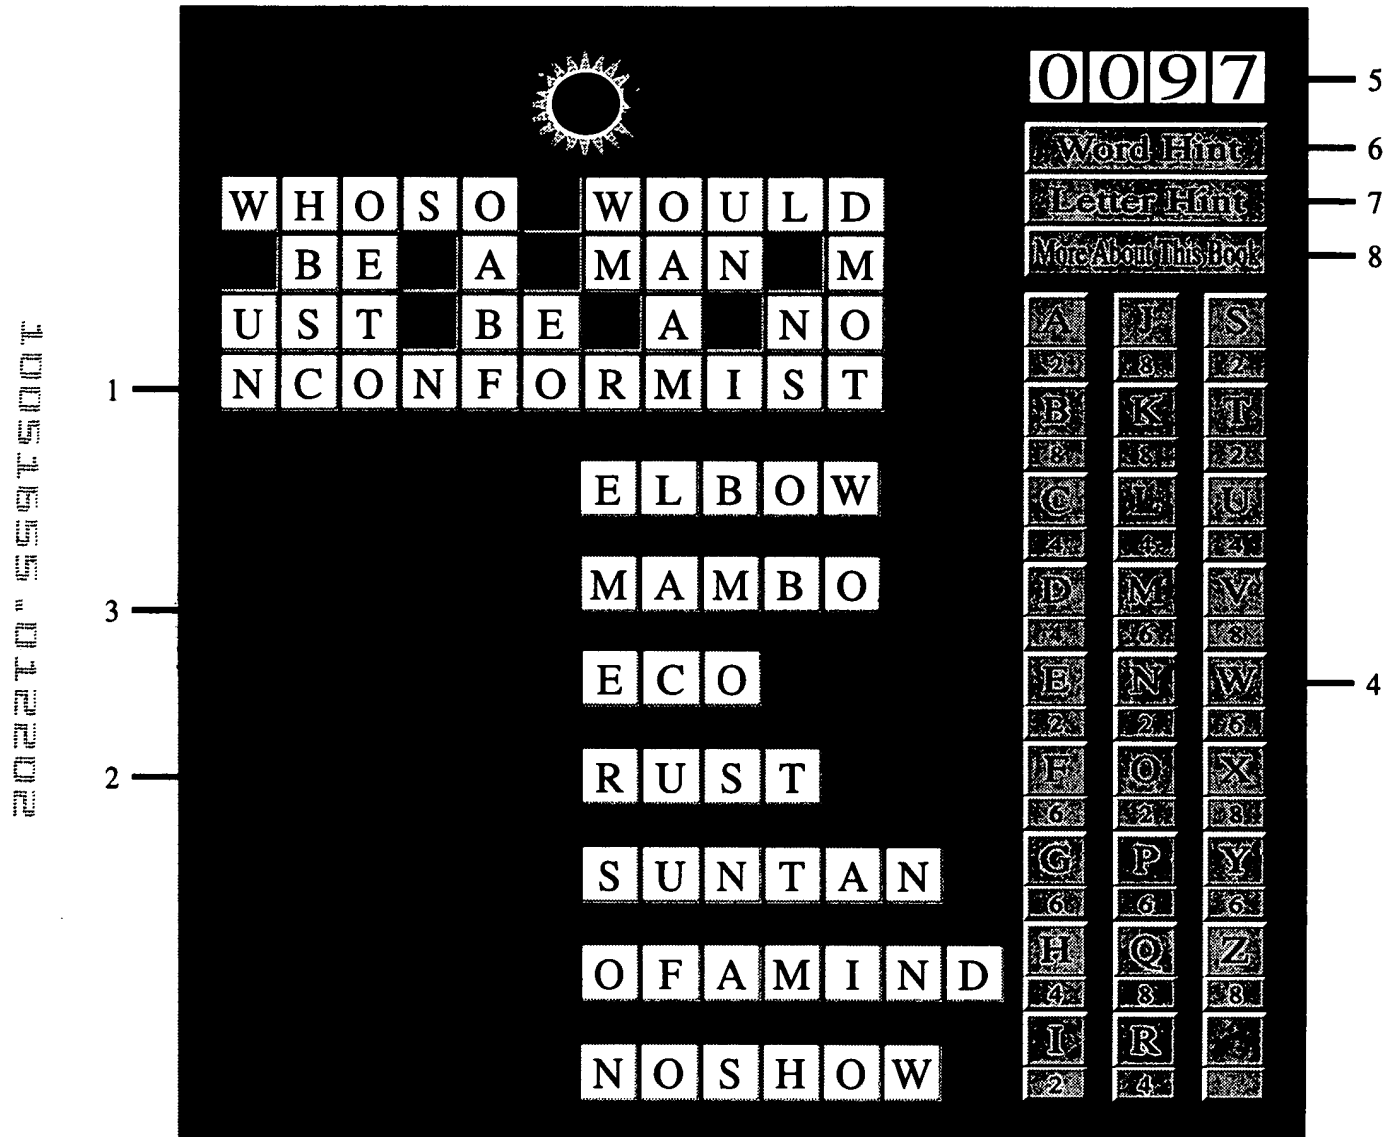 0097
5
Word Hint
6
Letter Hint
7
More About This Book
8
WHOSO WOULD
BE A MAN M
UST BE A NO
NCONFORMIST
1
A J S
2 8 2
B K T
8 8 2
C L U
4 4 4
D M V
4 6 8
E N W
2 2 6
F O X
6 2 8
G P Y
6 6 6
H Q Z
4 8 8
I R
2 4
4
ELBOW
MAMBO
3
ECO
RUST
2
SUNTAN
OFAMIND
NOSHOW
10051655.012202